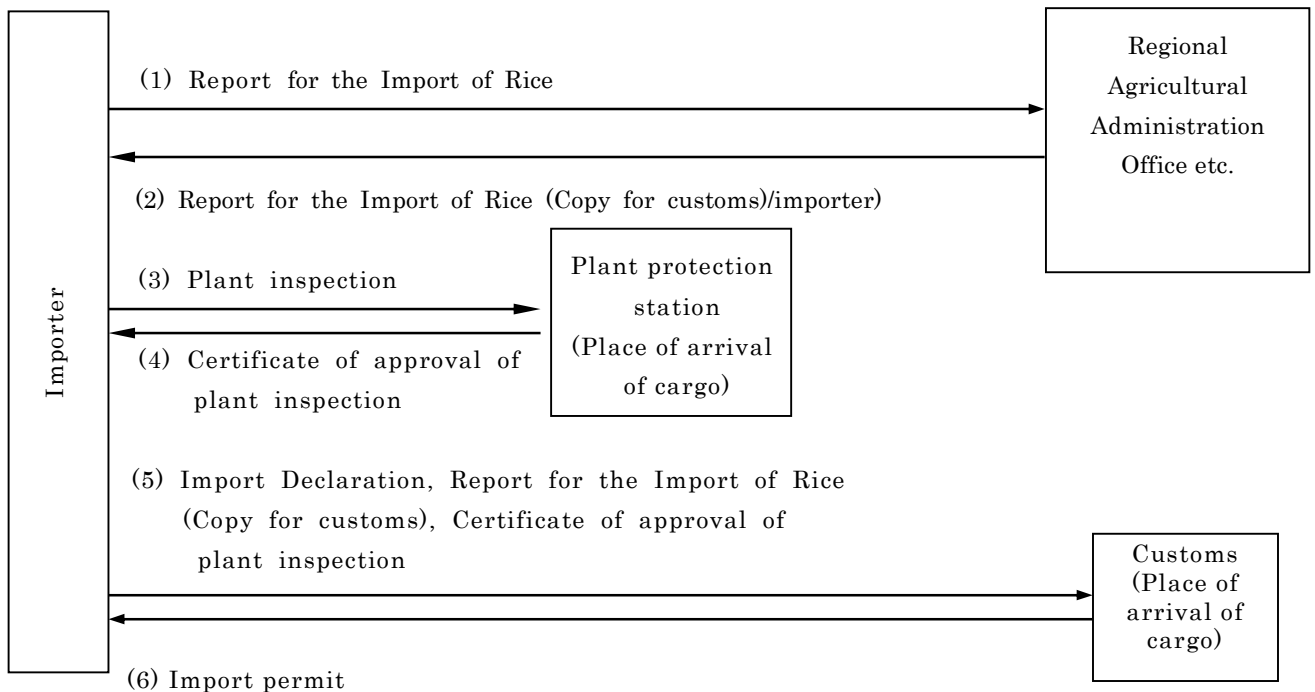 Regional
Agricultural
Administration
Office etc.
(1) Report for the Import of Rice
(2) Report for the Import of Rice (Copy for customs)/importer)
Importer
(3) Plant inspection
Plant protection
station
(Place of arrival
of cargo)
(4) Certificate of approval of
plant inspection
(5) Import Declaration, Report for the Import of Rice
(Copy for customs), Certificate of approval of
plant inspection
Customs
(Place of
arrival of
cargo)
(6) Import permit